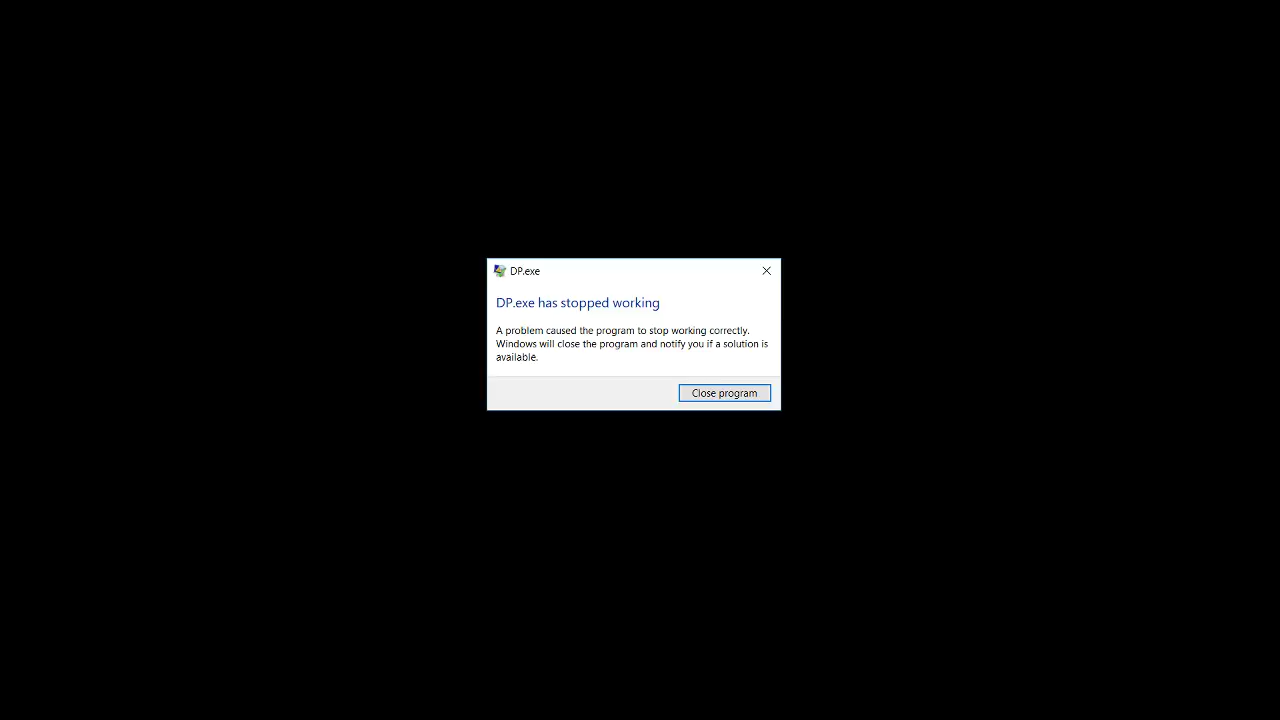 DP.exe
DP.exe has stopped working
A problem caused the program to stop working correctly.
Windows will close the program and notify you if a solution is
available.
Close program